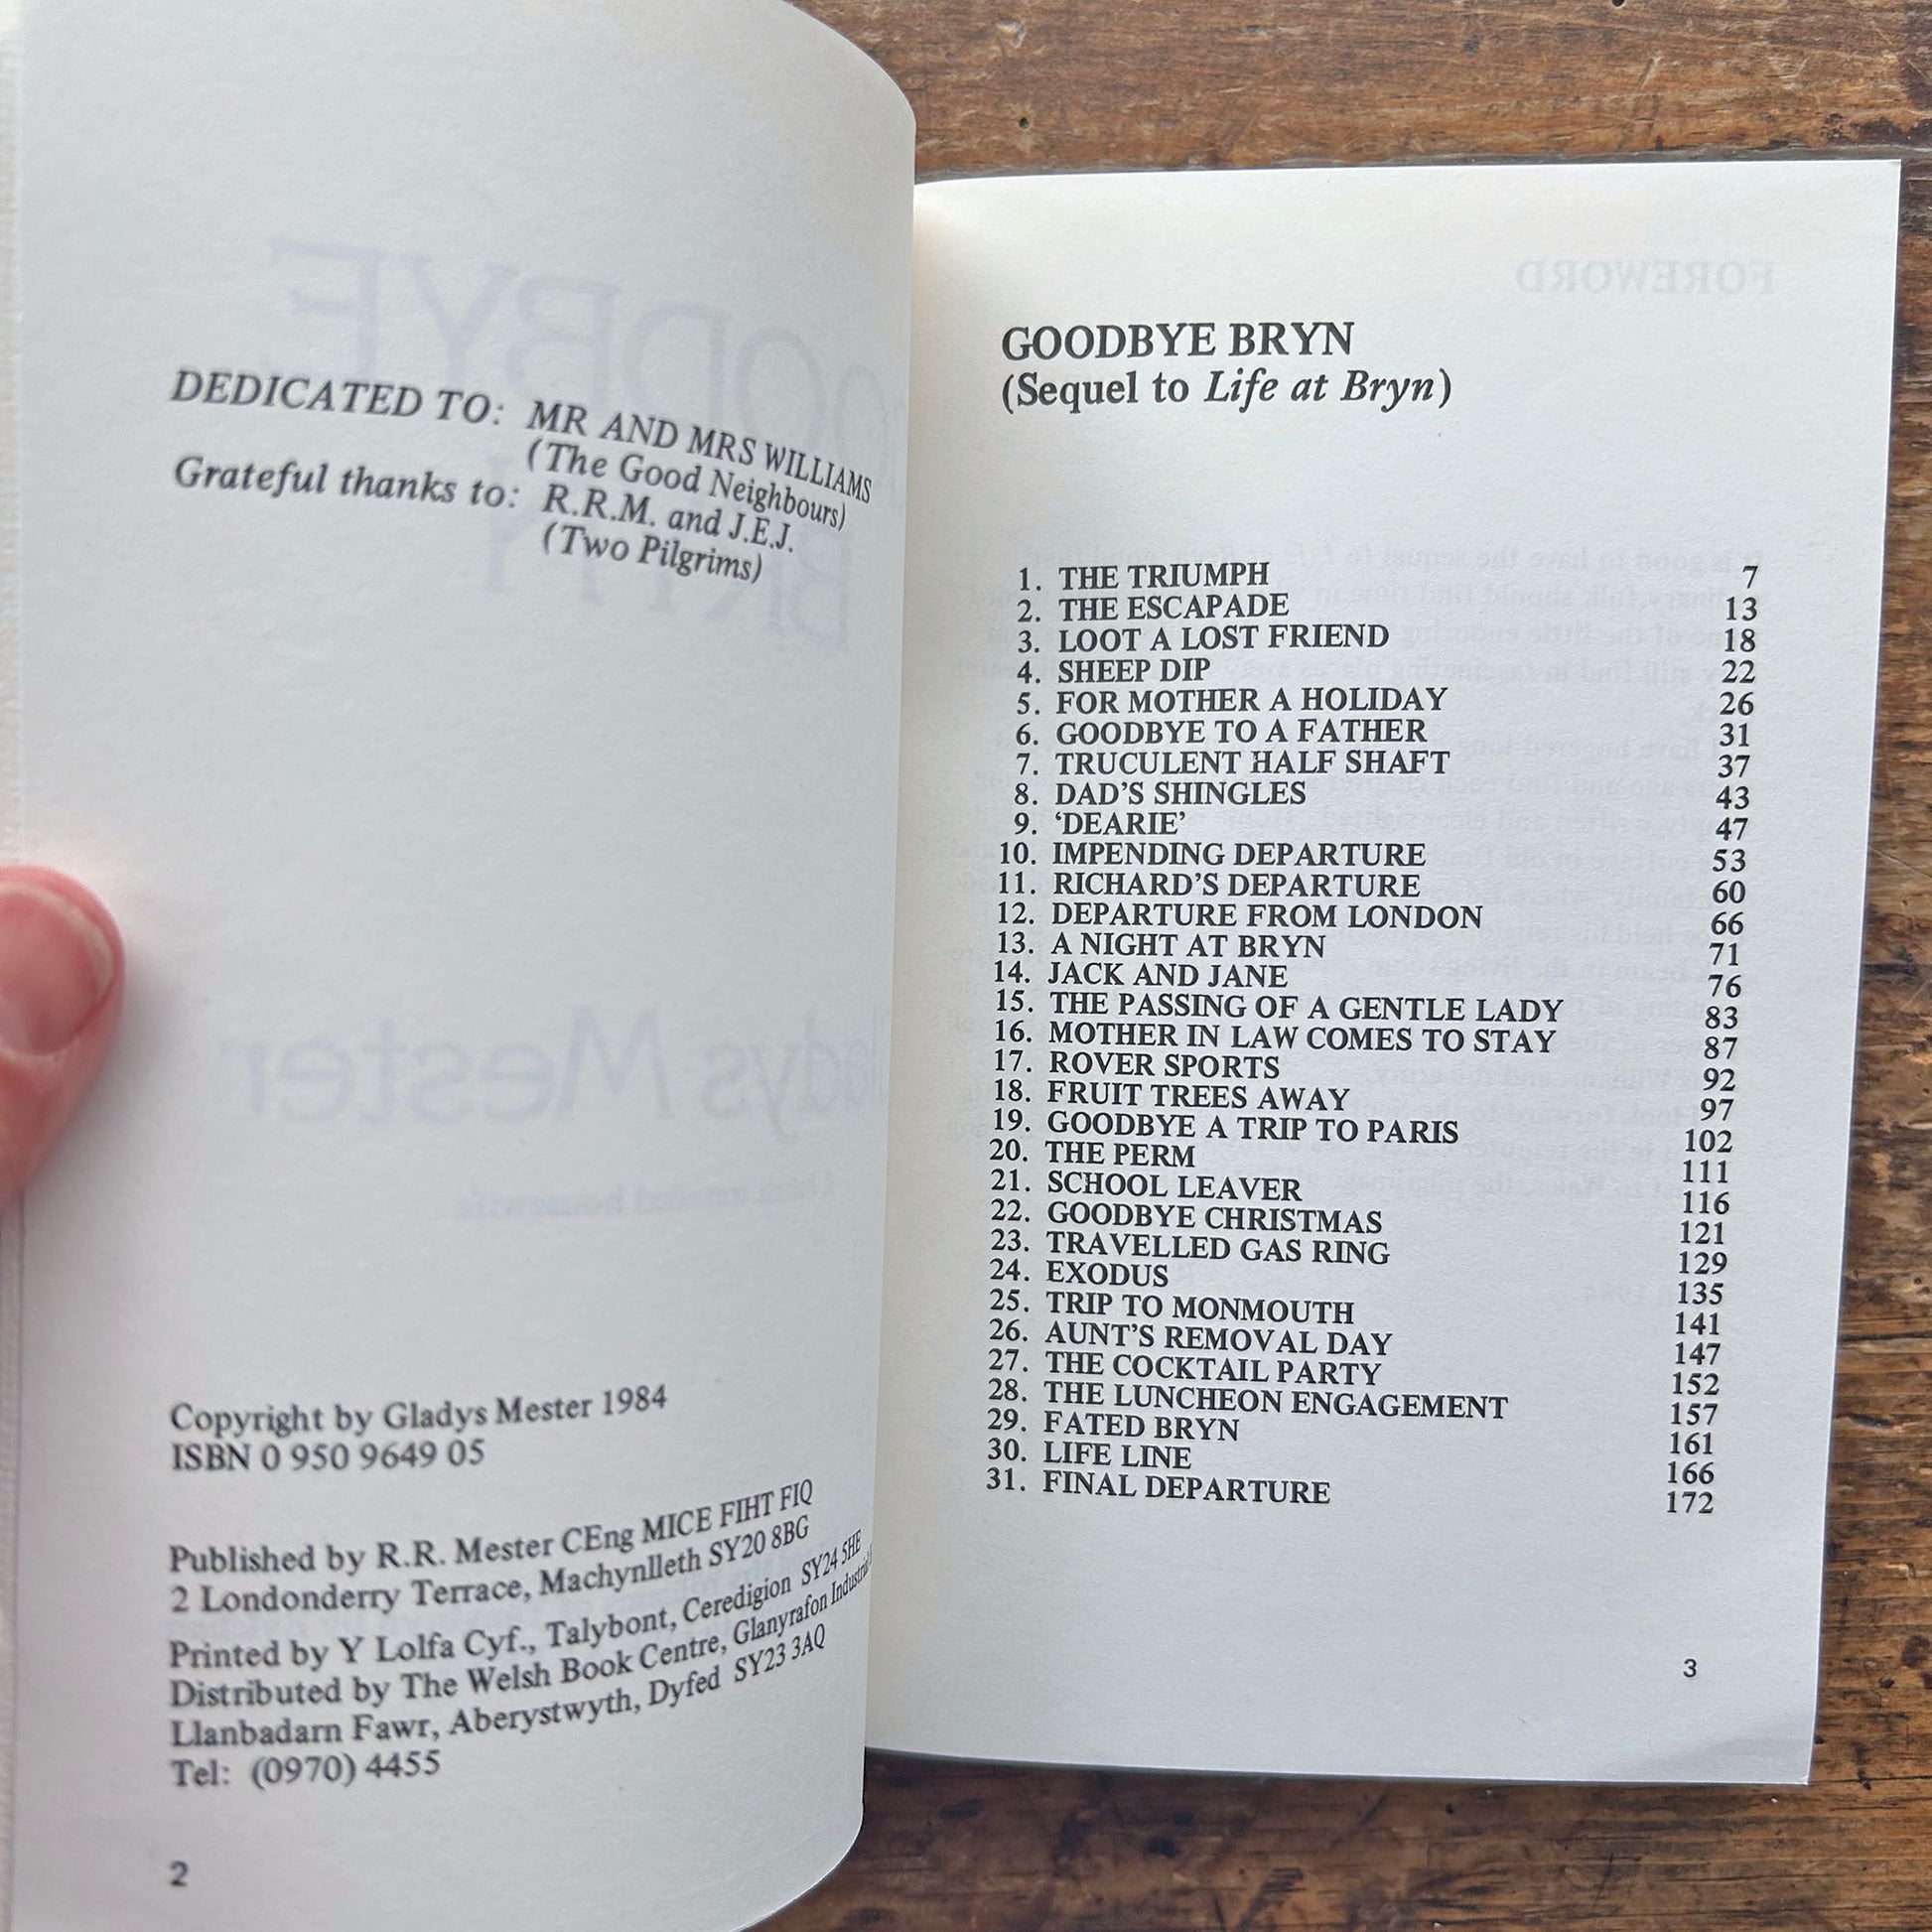 DEDICATED TO: MR AND MRS WILLIAMS
(The Good Neighbours)
Grateful thanks to: R.R.M. and J.E.J.
(Two Pilgrims)
Copyright by Gladys Mester 1984
ISBN 0 950 9649 05
Published by R.R. Mester CEng MICE FIHT FIQ
2 Londonderry Terrace, Machynlleth SY20 8BG
Printed by Y Lolfa Cyf., Talybont, Ceredigion SY24 5HE
Distributed by The Welsh Book Centre, Glanyrafon Industrial
Llanbadarn Fawr, Aberystwyth, Dyfed SY23 3AQ
Tel: (0970) 4455
2
FOREWORD
GOODBYE BRYN
(Sequel to Life at Bryn)
1. THE TRIUMPH 7
2. THE ESCAPADE 13
3. LOOT A LOST FRIEND 18
4. SHEEP DIP 22
5. FOR MOTHER A HOLIDAY 26
6. GOODBYE TO A FATHER 31
7. TRUCULENT HALF SHAFT 37
8. DAD'S SHINGLES 43
9. 'DEARIE' 47
10. IMPENDING DEPARTURE 53
11. RICHARD'S DEPARTURE 60
12. DEPARTURE FROM LONDON 66
13. A NIGHT AT BRYN 71
14. JACK AND JANE 76
15. THE PASSING OF A GENTLE LADY 83
16. MOTHER IN LAW COMES TO STAY 87
17. ROVER SPORTS 92
18. FRUIT TREES AWAY 97
19. GOODBYE A TRIP TO PARIS 102
20. THE PERM 111
21. SCHOOL LEAVER 116
22. GOODBYE CHRISTMAS 121
23. TRAVELLED GAS RING 129
24. EXODUS 135
25. TRIP TO MONMOUTH 141
26. AUNT'S REMOVAL DAY 147
27. THE COCKTAIL PARTY 152
28. THE LUNCHEON ENGAGEMENT 157
29. FATED BRYN 161
30. LIFE LINE 166
31. FINAL DEPARTURE 172
3